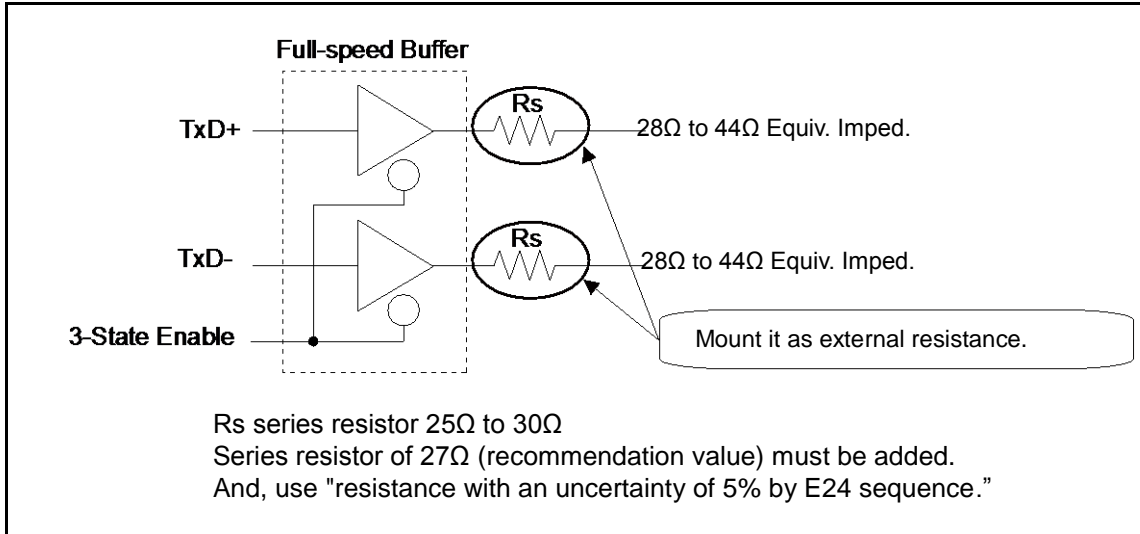 Full-speed Buffer
Rs
TxD+
28Ω to 44Ω Equiv. Imped.
Rs
TxD-
28Ω to 44Ω Equiv. Imped.
3-State Enable
Mount it as external resistance.
Rs series resistor 25Ω to 30Ω
Series resistor of 27Ω (recommendation value) must be added.
And, use "resistance with an uncertainty of 5% by E24 sequence.”